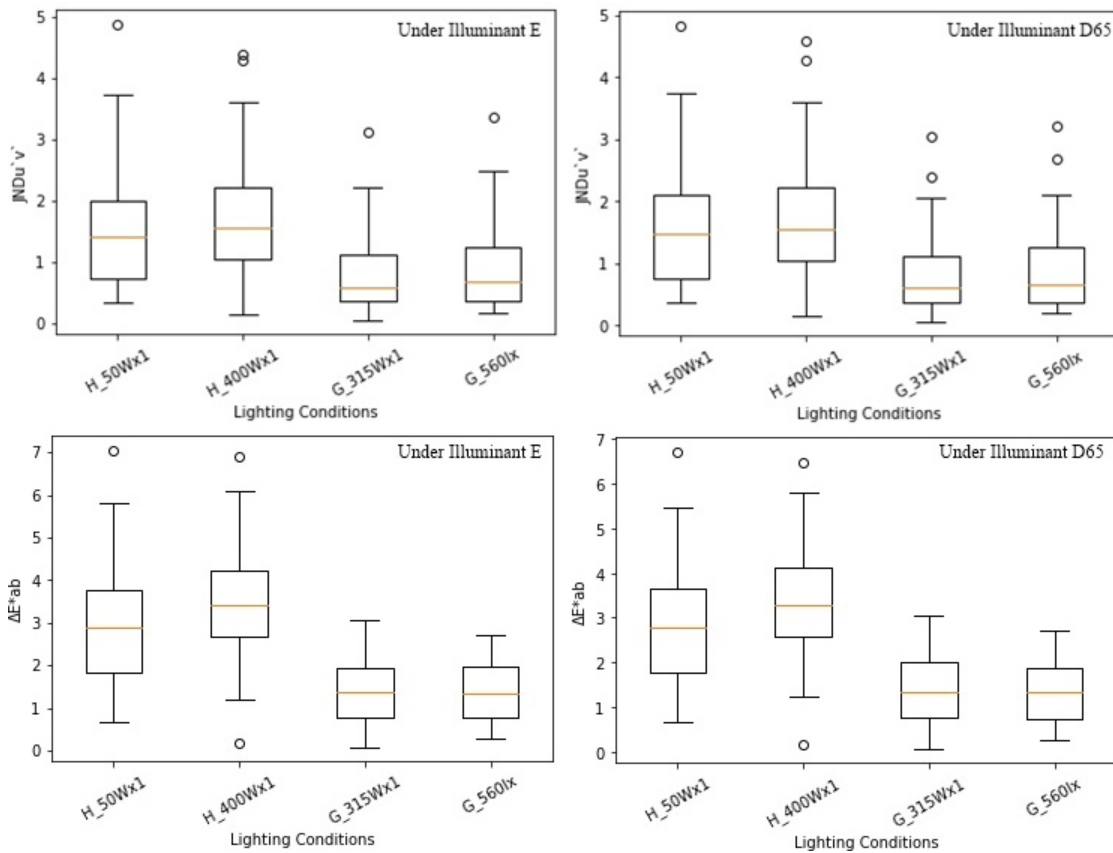 Under Illuminant E
5
4
3
2
1
0
JNDu`v`
H_50Wx1
H_400Wx1
G_315Wx1
G_560lx
Lighting Conditions
Under Illuminant D65
5
4
3
2
1
0
JNDu`v`
H_50Wx1
H_400Wx1
G_315Wx1
G_560lx
Lighting Conditions
Under Illuminant E
7
6
5
4
3
2
1
0
ΔE*ab
H_50Wx1
H_400Wx1
G_315Wx1
G_560lx
Lighting Conditions
Under Illuminant D65
7
6
5
4
3
2
1
0
ΔE*ab
H_50Wx1
H_400Wx1
G_315Wx1
G_560lx
Lighting Conditions